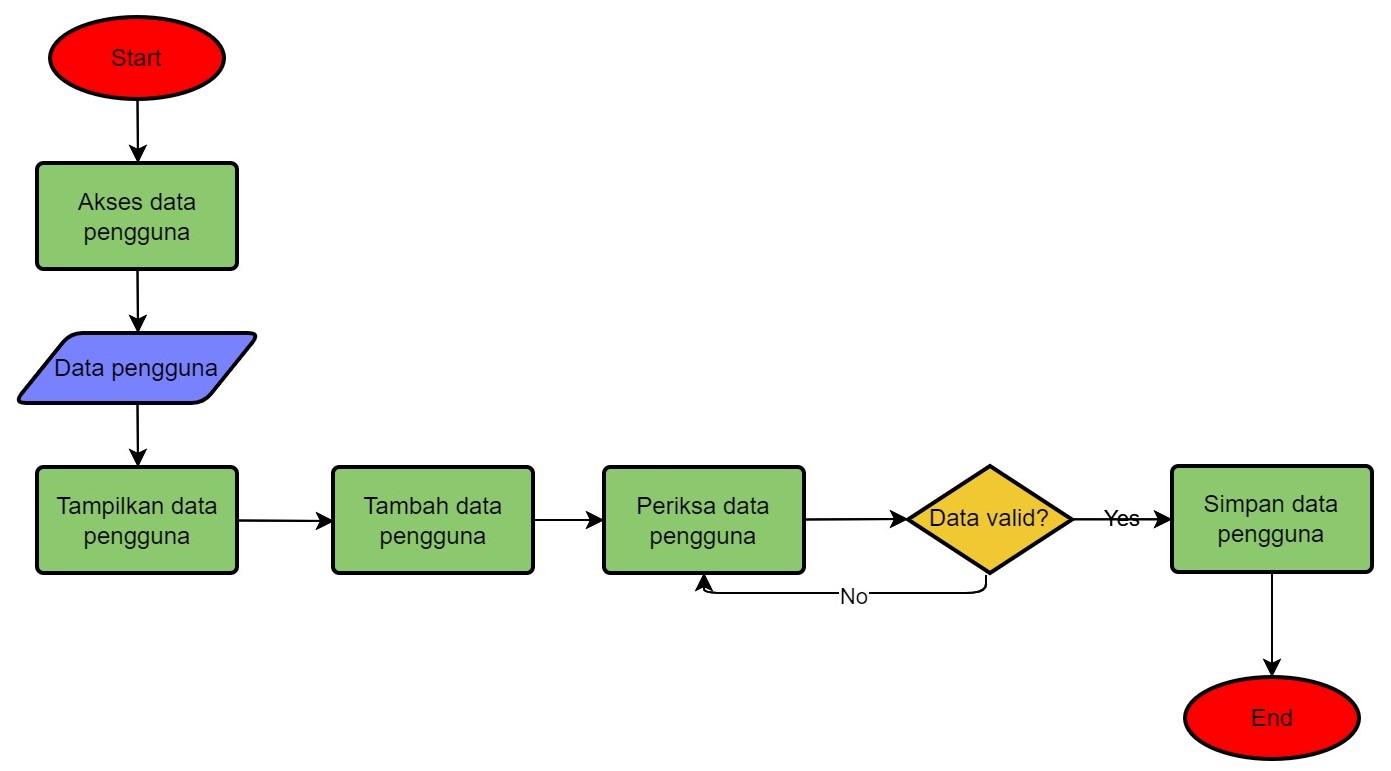 Start
Akses data
pengguna
Data pengguna
Tampilkan data
pengguna
Tambah data
pengguna
Periksa data
pengguna
Data valid?
Yes
Simpan data
pengguna
No
End